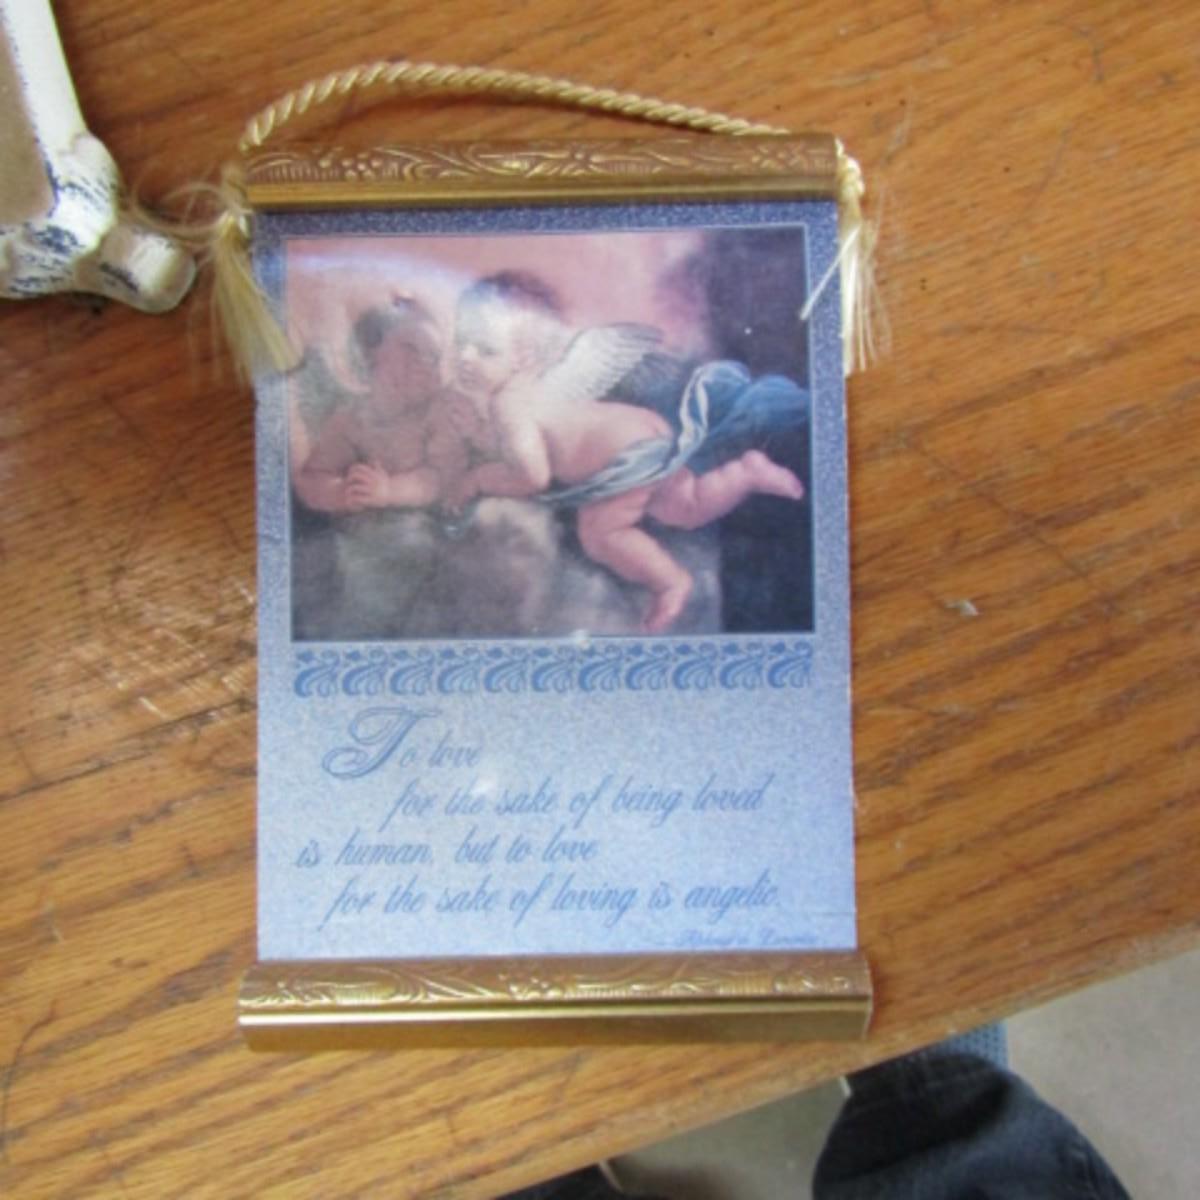 To love
for the sake of being loved
is human, but to love
for the sake of loving is angelic.